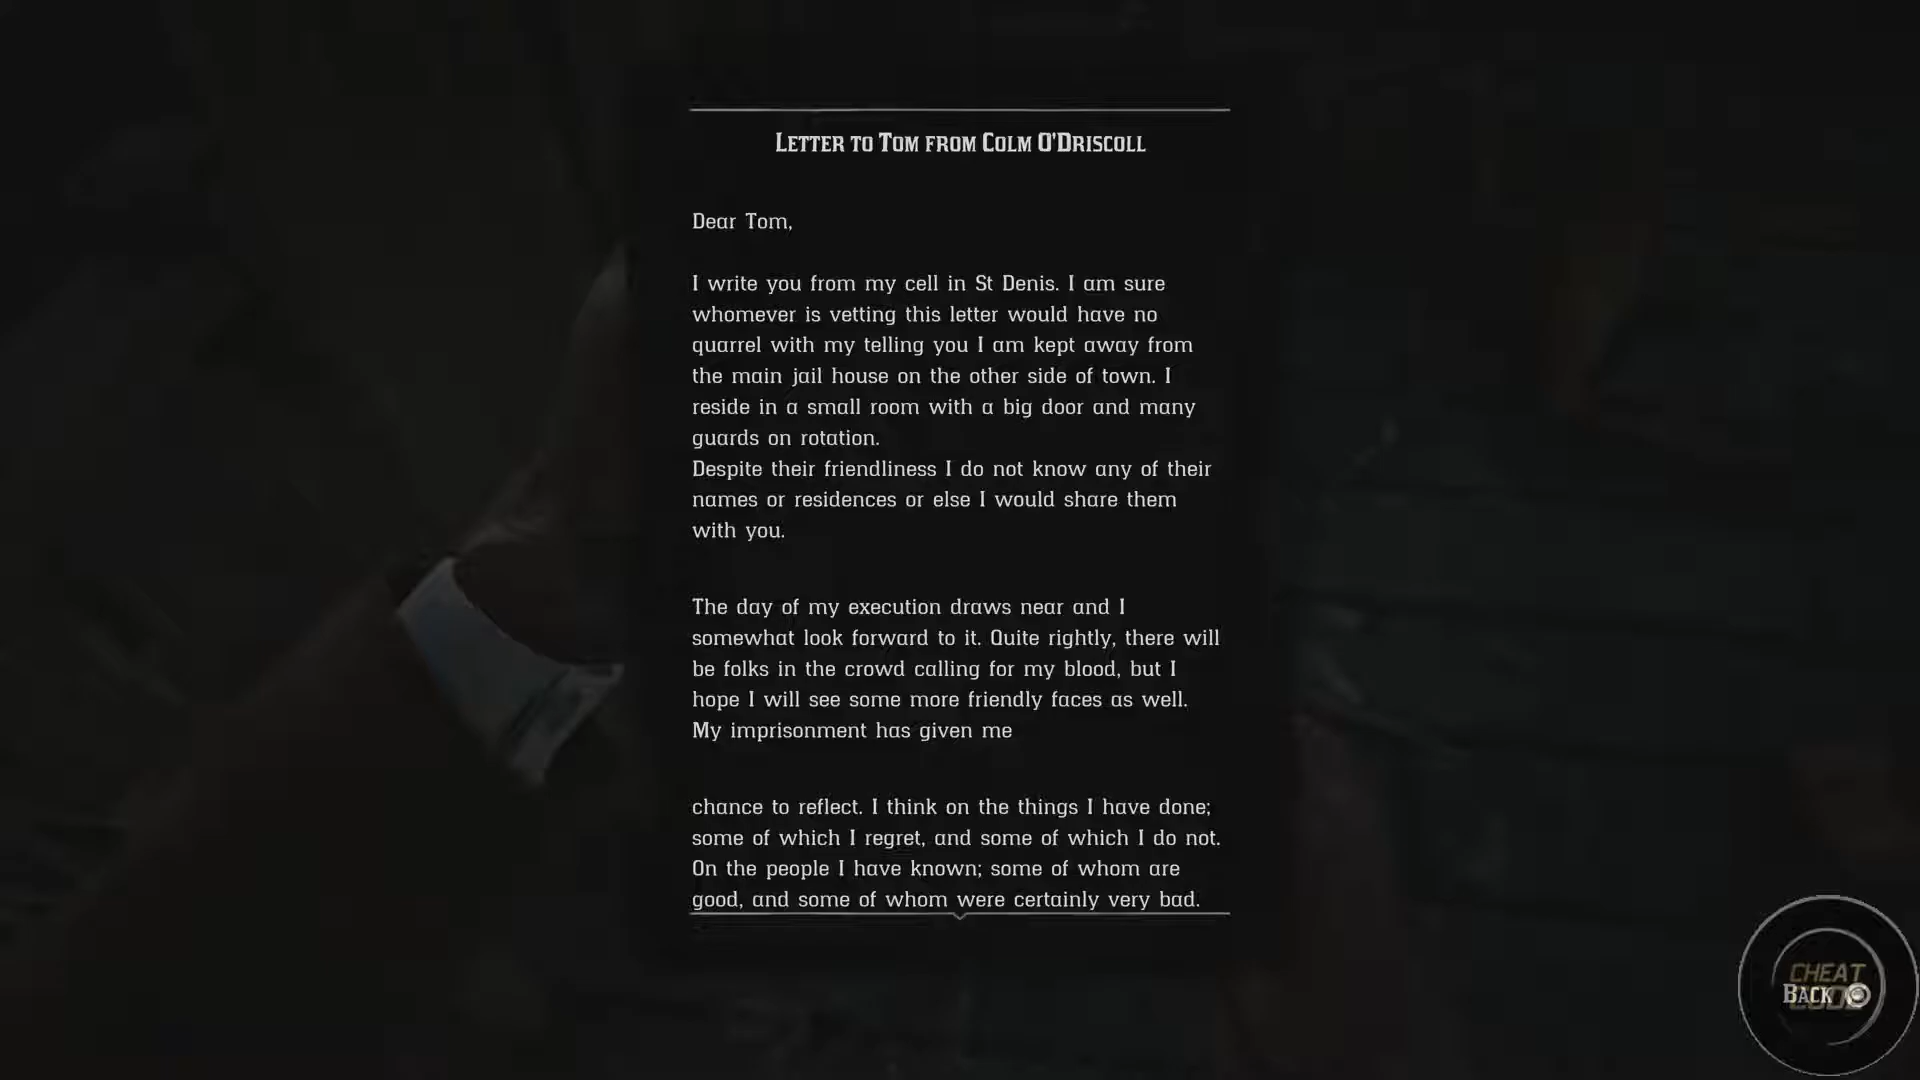 Letter to Tom from Colm O'Driscoll
Dear Tom,
I write you from my cell in St Denis. I am sure
whomever is vetting this letter would have no
quarrel with my telling you I am kept away from
the main jail house on the other side of town. I
reside in a small room with a big door and many
guards on rotation.
Despite their friendliness I do not know any of their
names or residences or else I would share them
with you.
The day of my execution draws near and I
somewhat look forward to it. Quite rightly, there will
be folks in the crowd calling for my blood, but I
hope I will see some more friendly faces as well.
My imprisonment has given me
chance to reflect. I think on the things I have done;
some of which I regret, and some of which I do not.
On the people I have known; some of whom are
good, and some of whom were certainly very bad.
CHEAT
Back
CODE